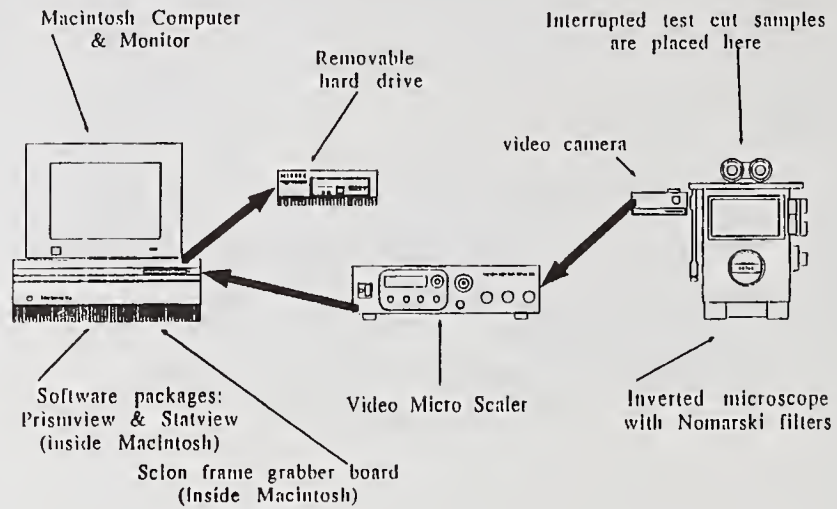 Macintosh Computer
& Monitor
Removable
hard drive
Interrupted test cut samples
are placed here
video camera
Software packages:
Prismview & Statview
(inside Macintosh)
Scion frame grabber board
(Inside Macintosh)
Video Micro Scaler
Inverted microscope
with Nomarski filters